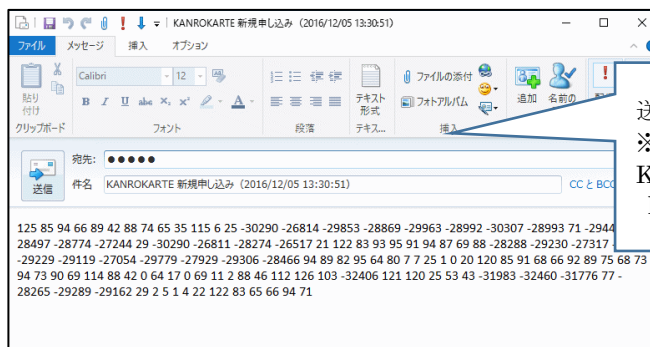 KANROKARTE 新規申し込み（2016/12/05 13:30:51）
ファイル メッセージ 挿入 オプション
貼り付け
クリップボード
Calibri 12
B I U abc X₂ X² A
フォント
段落
テキスト形式
テキス...
ファイルの添付
フォトアルバム
挿入
追加 名前の
送
※
K
宛先: ●●●●●
送信
件名 KANROKARTE 新規申し込み（2016/12/05 13:30:51）
CC と BCC
125 85 94 66 89 42 88 74 65 35 115 6 25 -30290 -26814 -29853 -28869 -29963 -28992 -30307 -28993 71
28497 -28774 -27244 29 -30290 -26811 -28274 -26517 21 122 83 93 95 91 94 87 69 88 -28288 -29230 -27317
-29229 -29119 -27054 -29779 -27929 -29306 -28466 94 89 82 95 64 80 7 7 25 1 0 20 120 85 91 68 66 92 89 75 68 73
94 73 90 69 114 88 42 0 64 17 0 69 11 2 88 46 112 126 103 -32406 121 120 25 53 43 -31983 -32460 -31776 77 -
28265 -29289 -29162 29 2 5 1 4 22 122 83 65 66 94 71